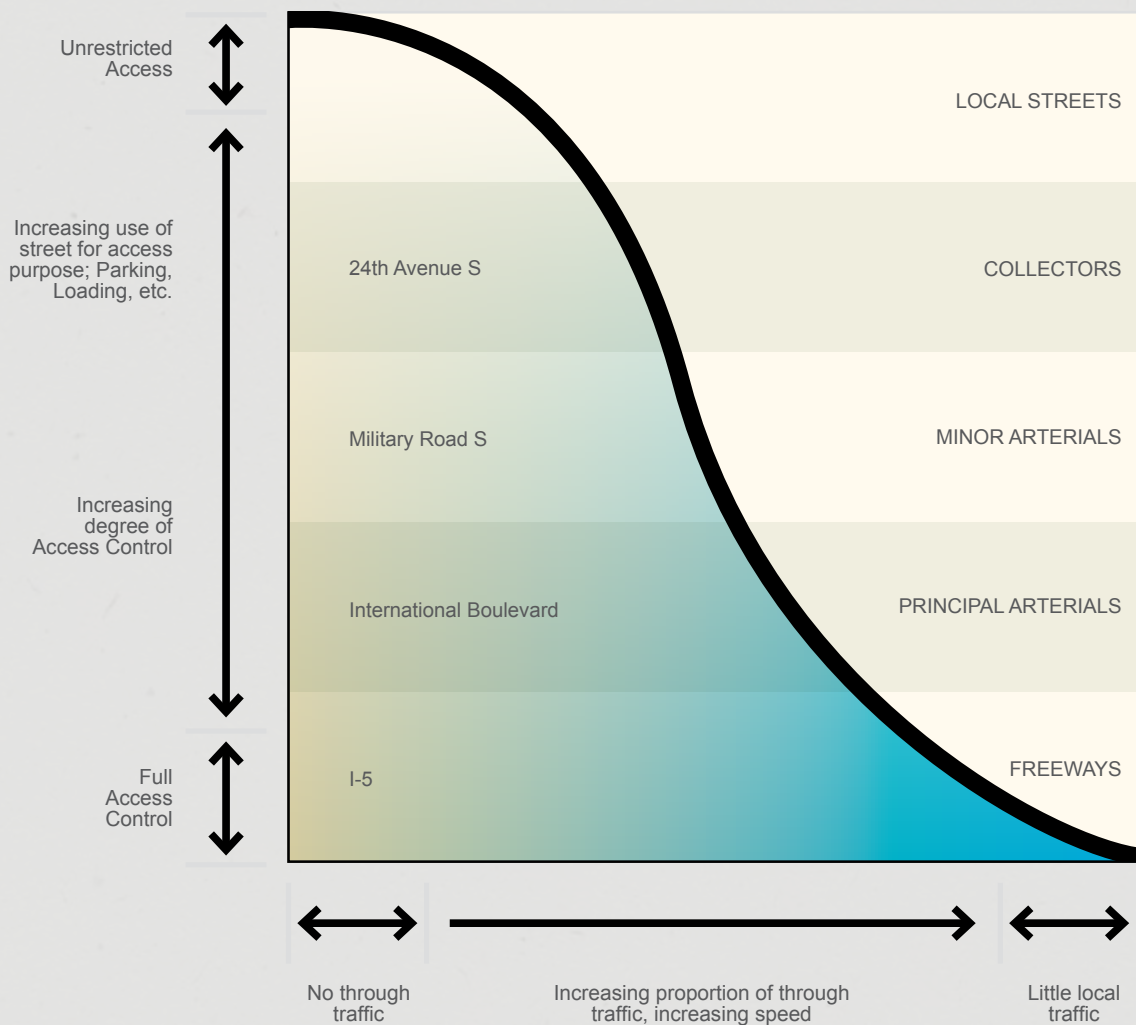 Unrestricted
Access
LOCAL STREETS
Increasing use of
street for access
purpose; Parking,
Loading, etc.
24th Avenue S
COLLECTORS
Military Road S
MINOR ARTERIALS
Increasing
degree of
Access Control
International Boulevard
PRINCIPAL ARTERIALS
Full
Access
Control
I-5
FREEWAYS
No through
traffic
Increasing proportion of through
traffic, increasing speed
Little local
traffic